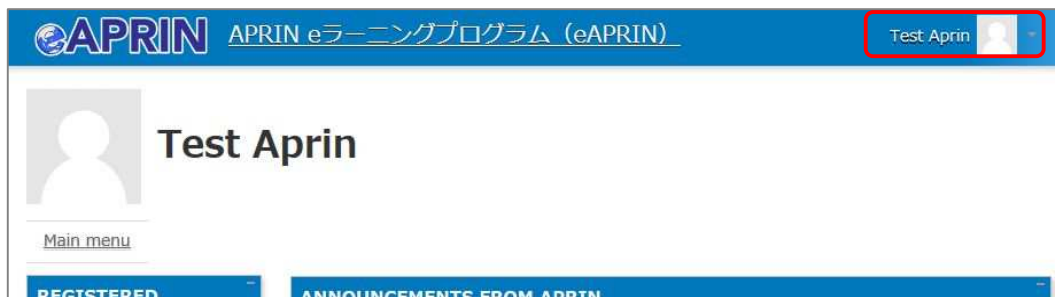 eAPRIN APRIN eラーニングプログラム（eAPRIN） Test Aprin
Test Aprin
Main menu
REGISTERED ANNOUNCEMENTS FROM APRIN